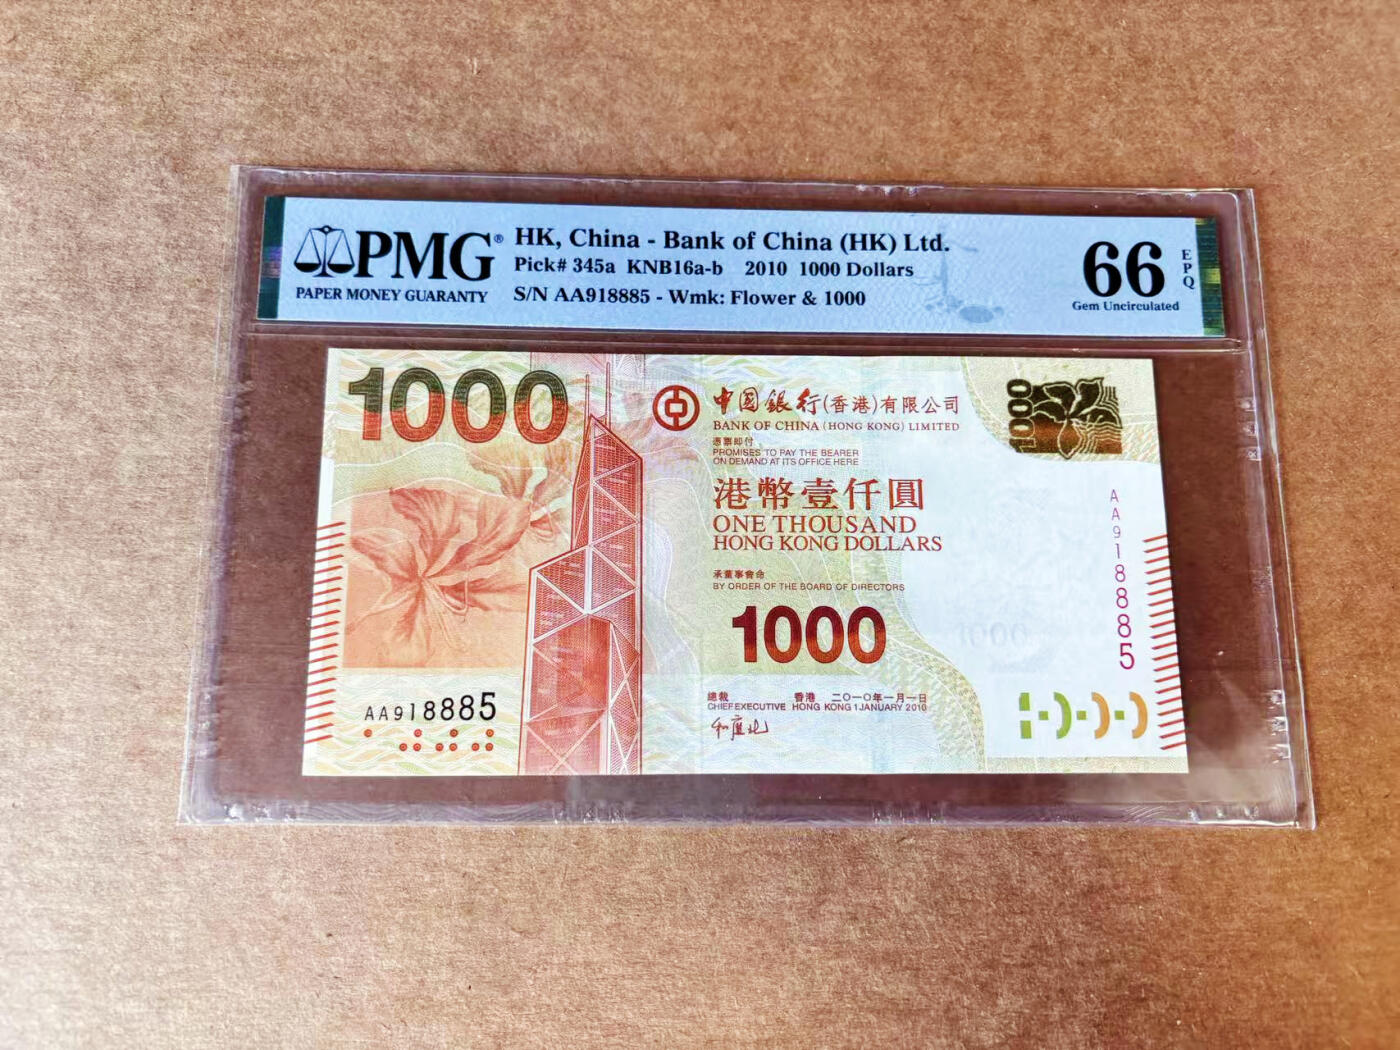 PMG®
PAPER MONEY GUARANTY
HK, China - Bank of China (HK) Ltd.
Pick# 345a KNB16a-b 2010 1000 Dollars
S/N AA918885 - Wmk: Flower & 1000
66
EPQ
Gem Uncirculated
1000
中國銀行(香港)有限公司
BANK OF CHINA (HONG KONG) LIMITED
憑票即付
PROMISES TO PAY THE BEARER
ON DEMAND AT ITS OFFICE HERE
港幣壹仟圓
ONE THOUSAND
HONG KONG DOLLARS
承董事會命
BY ORDER OF THE BOARD OF DIRECTORS
1000
總裁 香港 二〇一〇年一月一日
CHIEF EXECUTIVE HONG KONG 1 JANUARY 2010
和廣北
AA918885
1000
AA918885